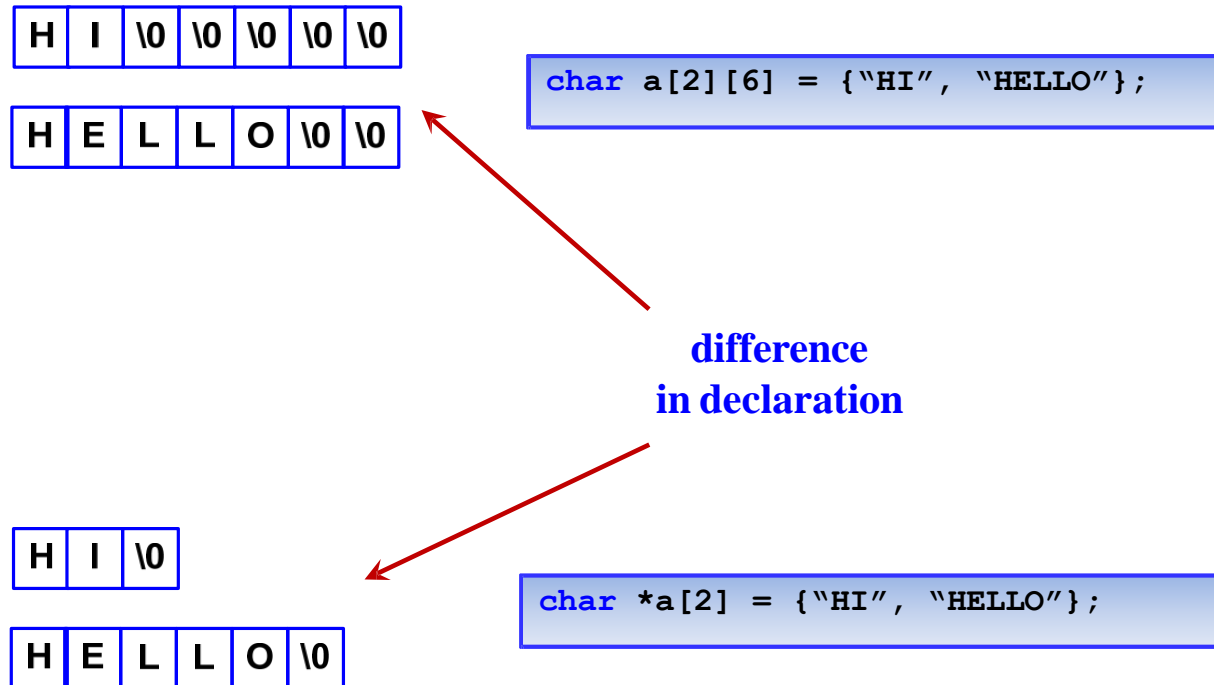 H I \0 \0 \0 \0 \0
char a[2][6] = {“HI”, “HELLO”};
H E L L O \0 \0
difference
in declaration
H I \0
char *a[2] = {“HI”, “HELLO”};
H E L L O \0